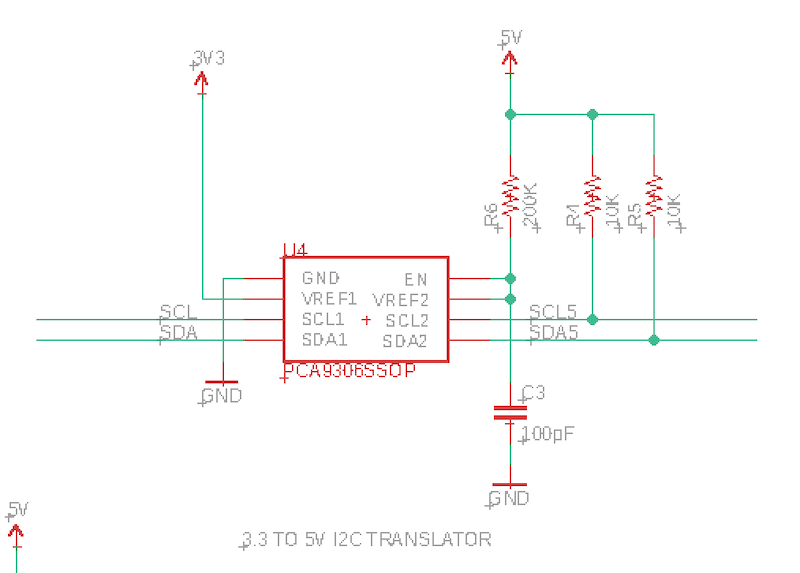 5V
3V3
R6
200K
R4
10K
R5
10K
U4
GND
EN
VREF1
VREF2
SCL
SCL1
SCL2
SCL5
SDA
SDA1
SDA2
SDA5
PCA9306SSOP
GND
C3
100pF
GND
5V
3.3 TO 5V I2C TRANSLATOR